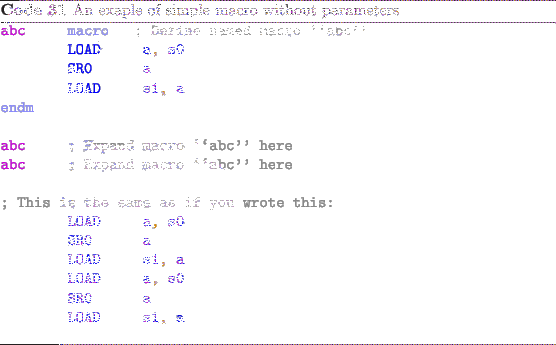 Code 31 An exaple of simple macro without parameters
abc macro ; Define named macro ‘‘abc’’
LOAD a, s0
SR0 a
LOAD s1, a
endm
abc ; Expand macro ‘‘abc’’ here
abc ; Expand macro ‘‘abc’’ here
; This is the same as if you wrote this:
LOAD a, s0
SR0 a
LOAD s1, a
LOAD a, s0
SR0 a
LOAD s1, a